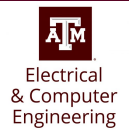 ATM
Electrical
& Computer
Engineering